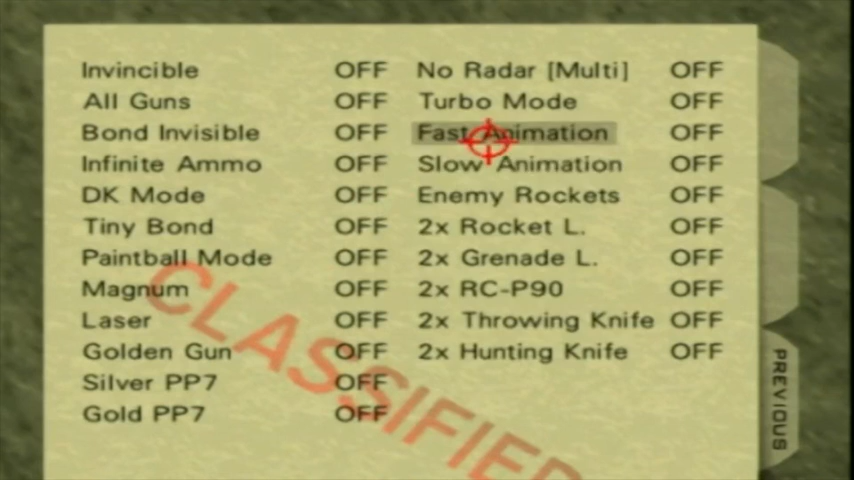 Invincible OFF
All Guns OFF
Bond Invisible OFF
Infinite Ammo OFF
DK Mode OFF
Tiny Bond OFF
Paintball Mode OFF
Magnum OFF
Laser OFF
Golden Gun OFF
Silver PP7 OFF
Gold PP7 OFF
No Radar [Multi] OFF
Turbo Mode OFF
Fast Animation OFF
Slow Animation OFF
Enemy Rockets OFF
2x Rocket L. OFF
2x Grenade L. OFF
2x RC-P90 OFF
2x Throwing Knife OFF
2x Hunting Knife OFF
CLASSIFIE
PREVIOUS